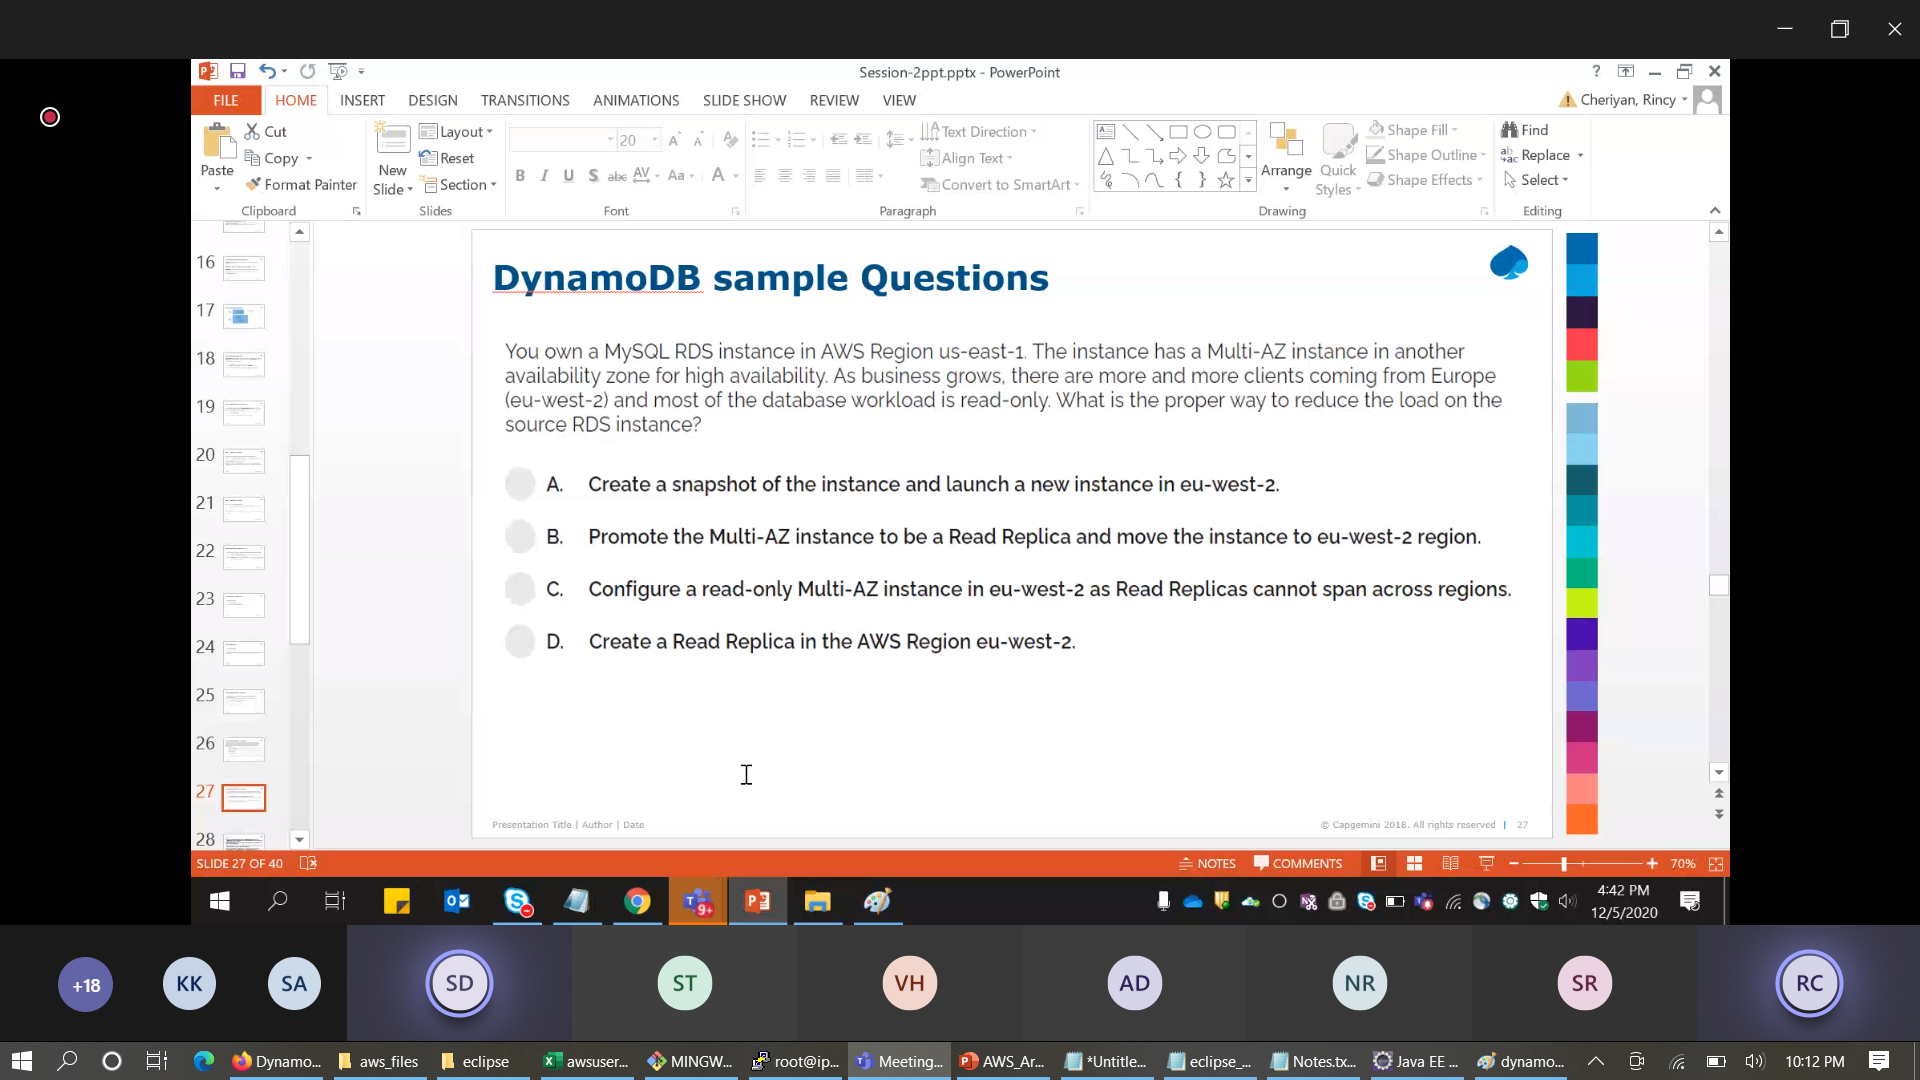 Session-2ppt.pptx - PowerPoint
?
FILE HOME INSERT DESIGN TRANSITIONS ANIMATIONS SLIDE SHOW REVIEW VIEW
Cheriyan, Rincy
Paste
Cut
Copy
Format Painter
Clipboard
New
Slide
Layout
Reset
Section
Slides
20
B I U S abc AV Aa A
Font
Text Direction
Align Text
Convert to SmartArt
Paragraph
Arrange
Quick
Styles
Shape Fill
Shape Outline
Shape Effects
Drawing
Find
Replace
Select
Editing
16
17
18
19
20
21
22
23
24
25
26
27
28
DynamoDB sample Questions
You own a MySQL RDS instance in AWS Region us-east-1. The instance has a Multi-AZ instance in another
availability zone for high availability. As business grows, there are more and more clients coming from Europe
(eu-west-2) and most of the database workload is read-only. What is the proper way to reduce the load on the
source RDS instance?
A. Create a snapshot of the instance and launch a new instance in eu-west-2.
B. Promote the Multi-AZ instance to be a Read Replica and move the instance to eu-west-2 region.
C. Configure a read-only Multi-AZ instance in eu-west-2 as Read Replicas cannot span across regions.
D. Create a Read Replica in the AWS Region eu-west-2.
Presentation Title | Author | Date
© Capgemini 2018. All rights reserved | 27
SLIDE 27 OF 40
NOTES COMMENTS
70%
9+
4:42 PM
12/5/2020
+18 KK SA SD ST VH AD NR SR RC
Dynamo... aws_files eclipse awsuser... MINGW... root@ip... Meeting... AWS_Ar... *Untitle... eclipse_... Notes.tx... Java EE ... dynamo...
10:12 PM